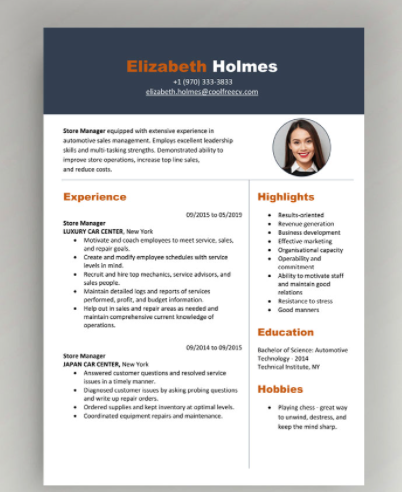 Elizabeth Holmes
+1 (970) 333-3833
elizabeth.holmes@coolfreecv.com
Store Manager equipped with extensive experience in
automotive sales management. Employs excellent leadership
skills and multi-tasking strengths. Demonstrated ability to
improve store operations, increase top line sales,
and reduce costs.
Experience
09/2015 to 05/2019
Store Manager
LUXURY CAR CENTER, New York
• Motivate and coach employees to meet service, sales,
and repair goals.
• Create and modify employee schedules with service
levels in mind.
• Recruit and hire top mechanics, service advisors, and
sales people.
• Maintain detailed logs and reports of services
performed, profit, and budget information.
• Help out in sales and repair areas as needed and
maintain comprehensive current knowledge of
operations.
09/2014 to 09/2015
Store Manager
JAPAN CAR CENTER, New York
• Answered customer questions and resolved service
issues in a timely manner.
• Diagnosed customer issues by asking probing questions
and write up repair orders.
• Ordered supplies and kept inventory at optimal levels.
• Coordinated equipment repairs and maintenance.
Highlights
• Results-oriented
• Revenue generation
• Business development
• Effective marketing
• Organisational capacity
• Operability and
commitment
• Ability to motivate staff
and maintain good
relations
• Resistance to stress
• Good manners
Education
Bachelor of Science: Automotive
Technology - 2014
Technical Institute, NY
Hobbies
• Playing chess - great way
to unwind, destress, and
keep the mind sharp.